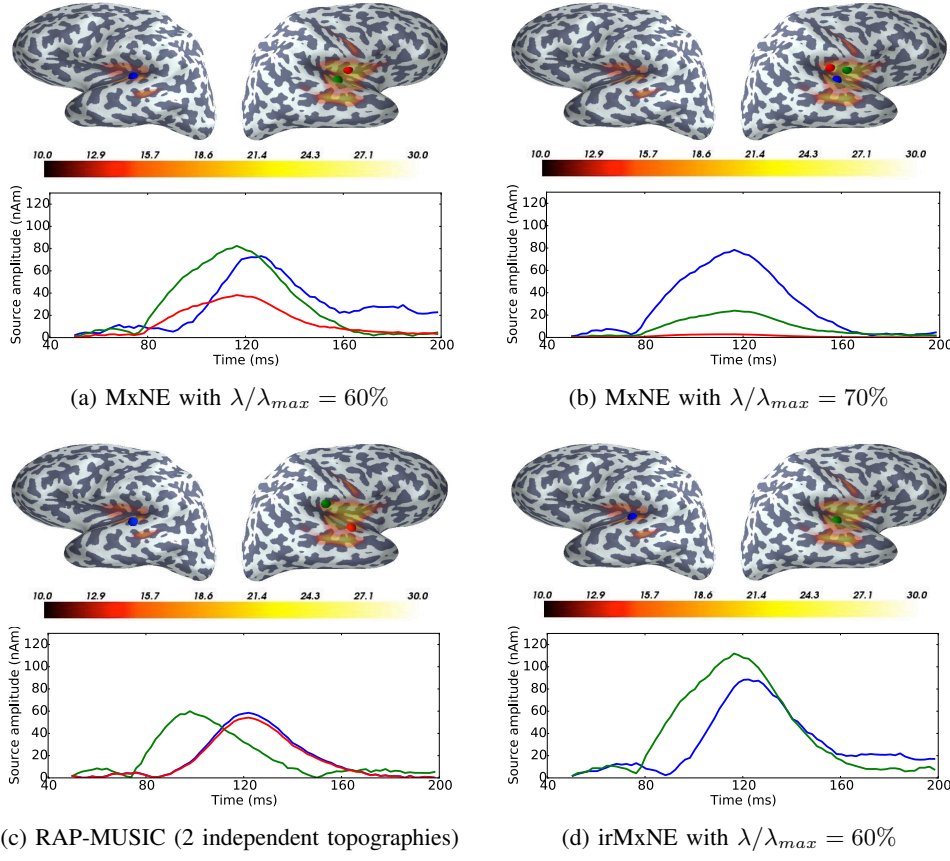 10.0 12.9 15.7 18.6 21.4 24.3 27.1 30.0
Source amplitude (nAm)
120
100
80
60
40
20
0
40 80 120 160 200
Time (ms)
(a) MxNE with λ/λmax = 60%
10.0 12.9 15.7 18.6 21.4 24.3 27.1 30.0
Source amplitude (nAm)
120
100
80
60
40
20
0
40 80 120 160 200
Time (ms)
(b) MxNE with λ/λmax = 70%
10.0 12.9 15.7 18.6 21.4 24.3 27.1 30.0
Source amplitude (nAm)
120
100
80
60
40
20
0
40 80 120 160 200
Time (ms)
(c) RAP-MUSIC (2 independent topographies)
10.0 12.9 15.7 18.6 21.4 24.3 27.1 30.0
Source amplitude (nAm)
120
100
80
60
40
20
0
40 80 120 160 200
Time (ms)
(d) irMxNE with λ/λmax = 60%